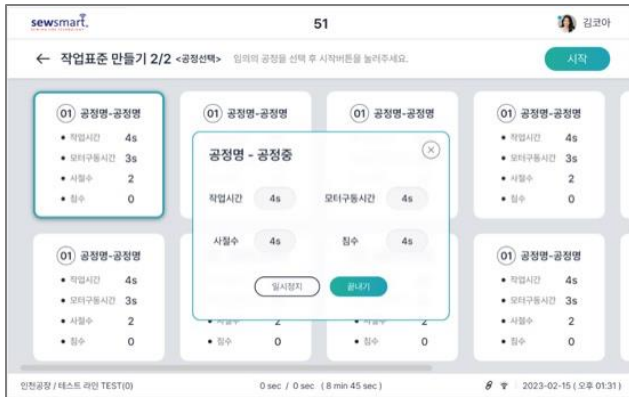 sewsmart.
51
김코아
← 작업표준 만들기 2/2 <공정선택> 임의의 공정을 선택 후 시작버튼을 눌러주세요.
시작
01 공정명-공정명
• 작업시간 4s
• 모터구동시간 3s
• 사절수 2
• 침수 0
01 공정명-공정명
01 공정명-공정명
01 공정명-공정명
• 작업시간 4s
• 모터구동시간 3s
• 사절수 2
• 침수 0
공정명 - 공정중
작업시간 4s 모터구동시간 4s
사절수 4s 침수 4s
일시정지 끝내기
01 공정명-공정명
• 작업시간 4s
• 모터구동시간 3s
• 사절수 2
• 침수 0
2
• 침수 0
2
• 침수 0
01 공정명-공정명
• 작업시간 4s
• 모터구동시간 3s
• 사절수 2
• 침수 0
인천공장 / 테스트 라인 TEST(0)
0 sec / 0 sec ( 8 min 45 sec )
2023-02-15 ( 오후 01:31 )